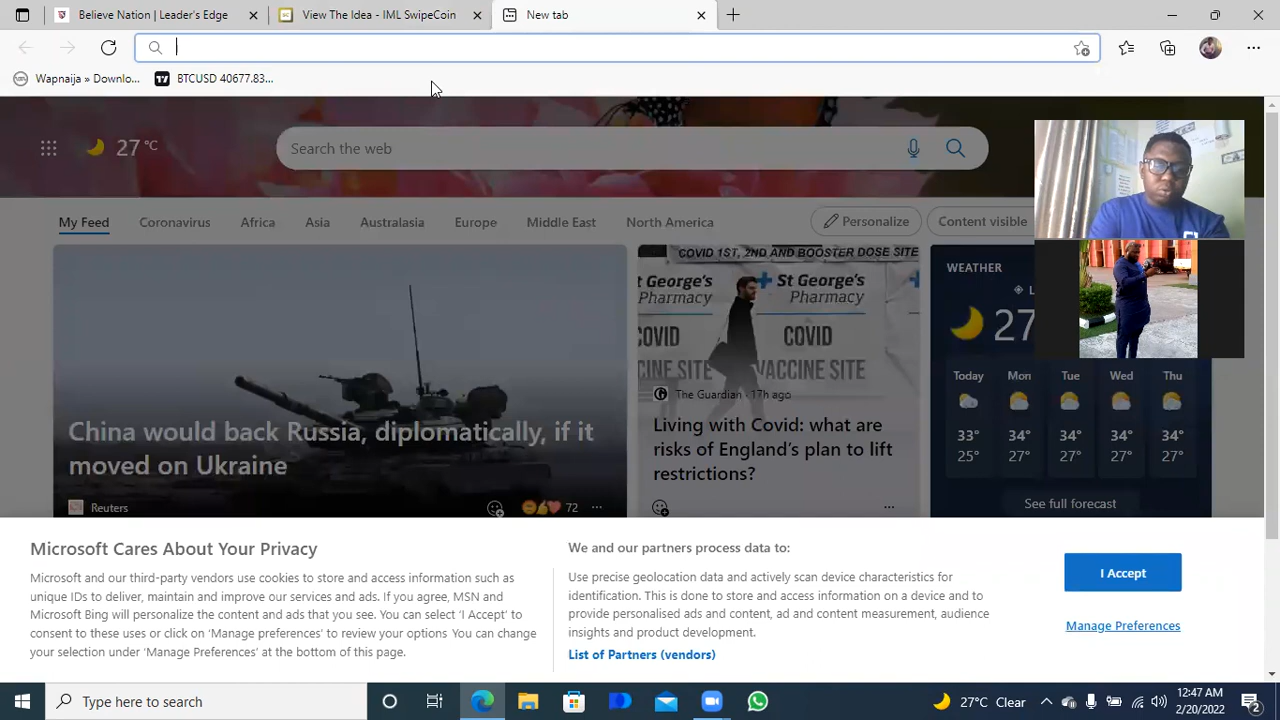 Believe Nation | Leader's Edge
View The Idea - IML SwipeCoin
New tab
Wapnaija » Downlo...
BTCUSD 40677.83...
27 °C
Search the web
My Feed
Coronavirus
Africa
Asia
Australasia
Europe
Middle East
North America
Personalize
Content visible
China would back Russia, diplomatically, if it
moved on Ukraine
Reuters
72
COVID 1ST, 2ND AND BOOSTER DOSE SITE
t George's
Pharmacy
St George's
Pharmacy
COVID
CINE SITE
COVID
VACCINE SITE
The Guardian · 17h ago
Living with Covid: what are
risks of England's plan to lift
restrictions?
WEATHER
L
27
Today Mon Tue Wed Thu
33° 34° 34° 34° 34°
25° 27° 27° 27° 27°
See full forecast
Microsoft Cares About Your Privacy
Microsoft and our third-party vendors use cookies to store and access information such as
unique IDs to deliver, maintain and improve our services and ads. If you agree, MSN and
Microsoft Bing will personalize the content and ads that you see. You can select 'I Accept' to
consent to these uses or click on 'Manage preferences' to review your options You can change
your selection under 'Manage Preferences' at the bottom of this page.
We and our partners process data to:
Use precise geolocation data and actively scan device characteristics for
identification. This is done to store and access information on a device and to
provide personalised ads and content, ad and content measurement, audience
insights and product development.
List of Partners (vendors)
I Accept
Manage Preferences
Type here to search
27°C Clear
12:47 AM
2/20/2022
2